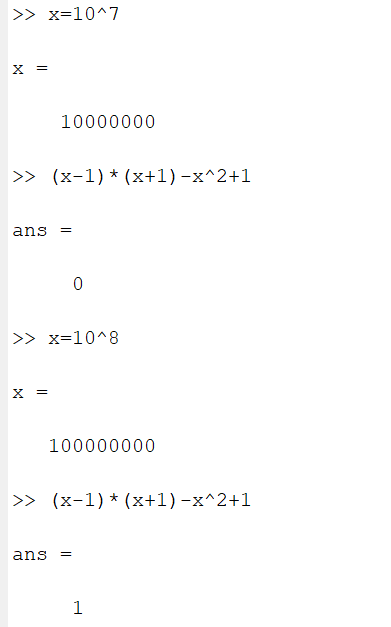 >> x=10^7
x =
10000000
>> (x-1)*(x+1)-x^2+1
ans =
0
>> x=10^8
x =
100000000
>> (x-1)*(x+1)-x^2+1
ans =
1